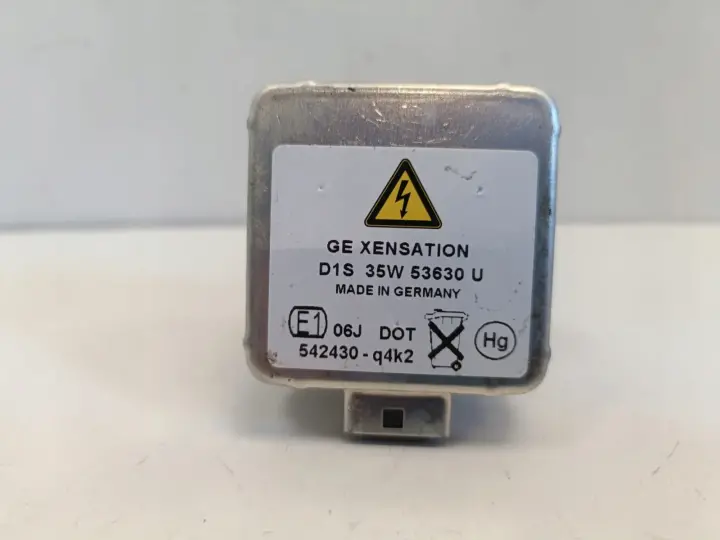 GE XENSATION
D1S 35W 53630 U
MADE IN GERMANY
E1 06J DOT
Hg
542430 - q4k2